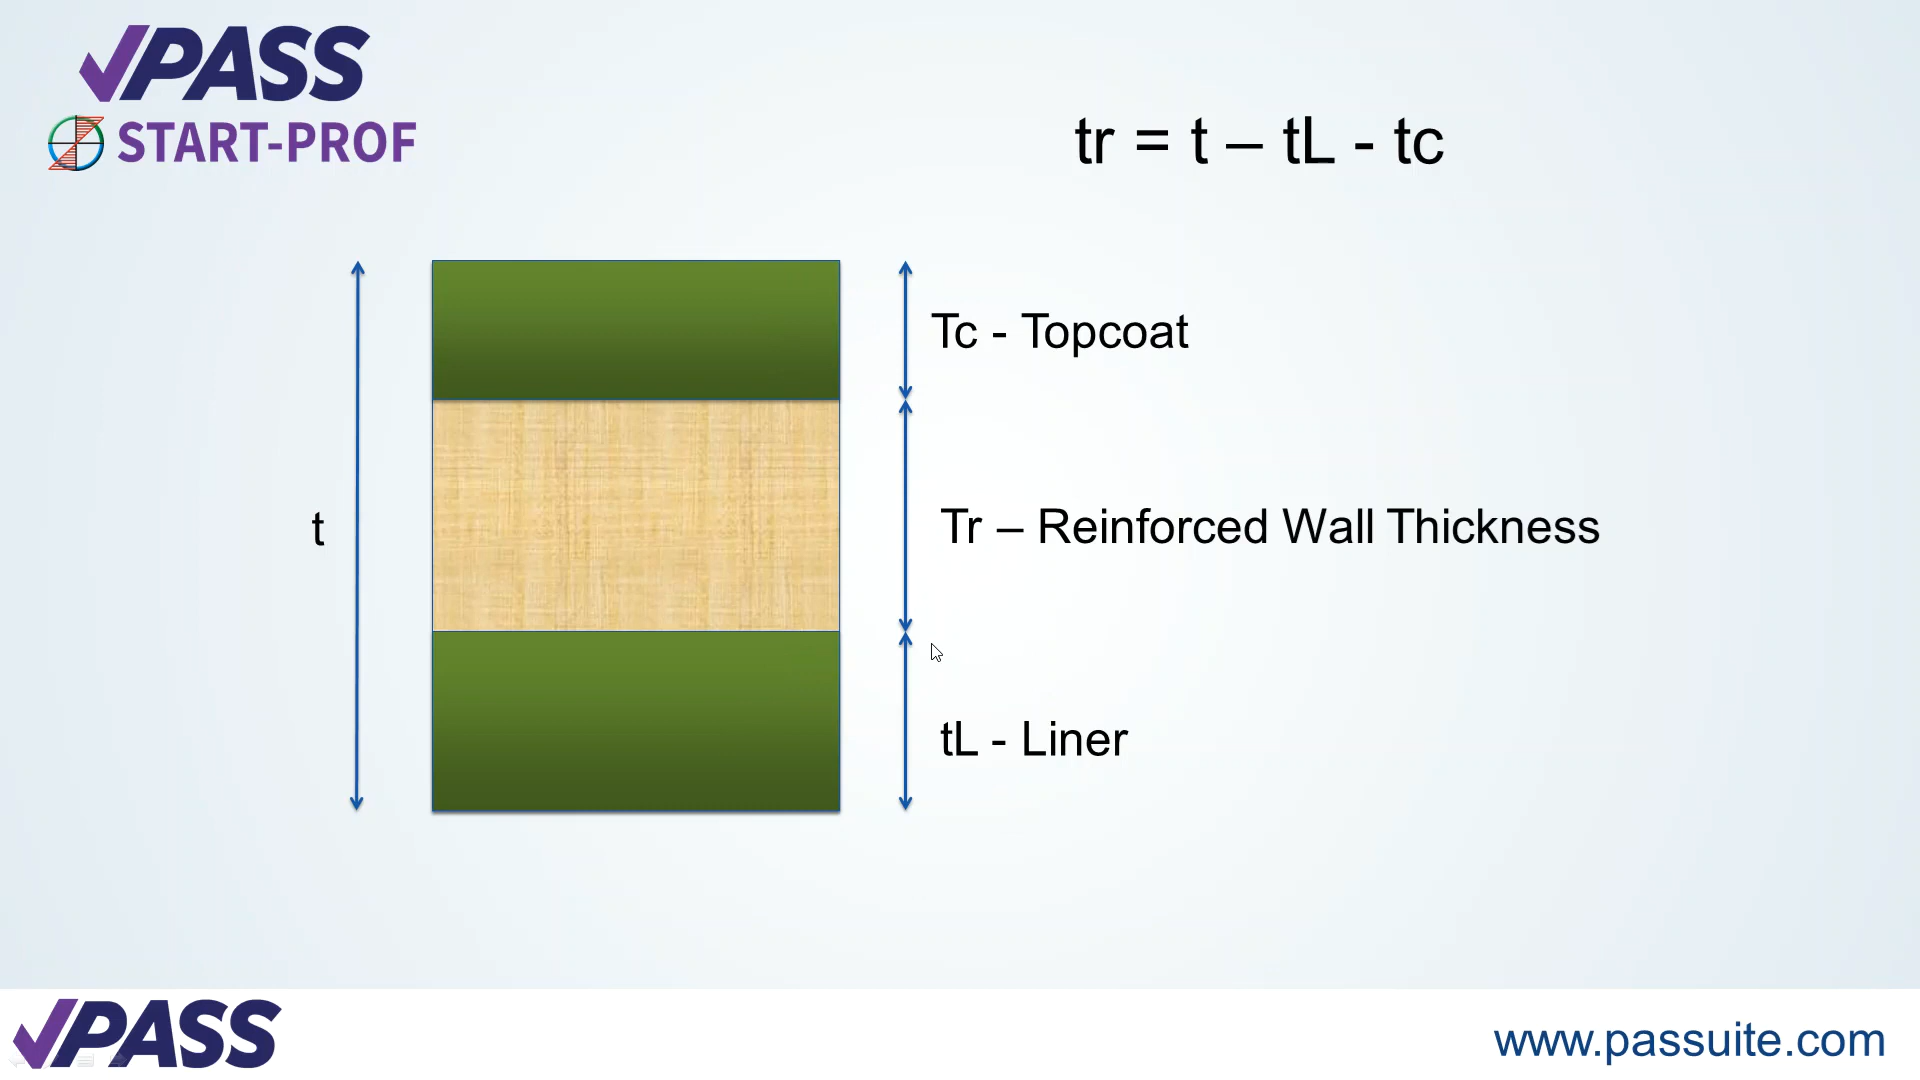 PASS
START-PROF
tr = t – tL - tc
Tc - Topcoat
t
Tr – Reinforced Wall Thickness
tL - Liner
PASS
www.passuite.com